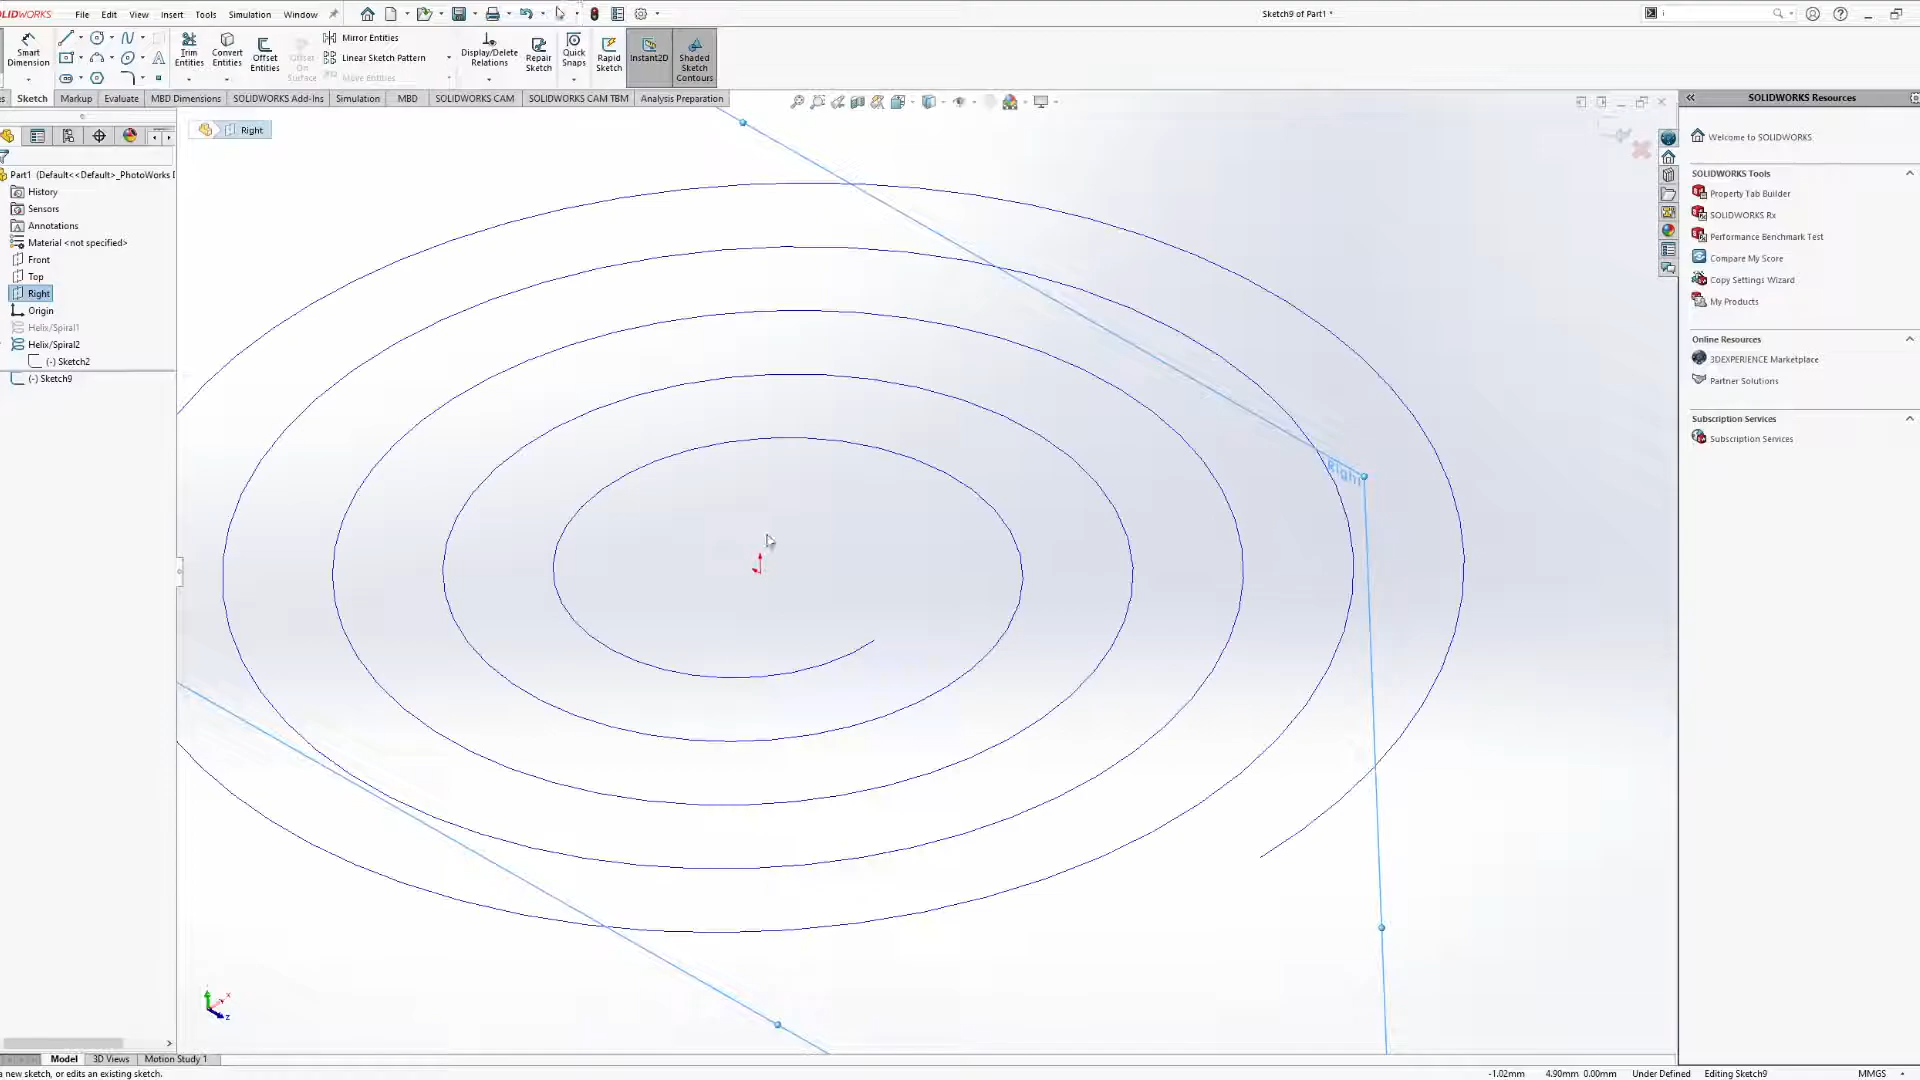 OLIDWORKS
File Edit View Insert Tools Simulation Window
Sketch9 of Part1 *
Smart Dimension
Trim Entities
Convert Entities
Offset Entities
Offset On Surface
Mirror Entities
Linear Sketch Pattern
Move Entities
Display/Delete Relations
Repair Sketch
Quick Snaps
Rapid Sketch
Instant2D
Shaded Sketch Contours
Sketch Markup Evaluate MBD Dimensions SOLIDWORKS Add-Ins Simulation MBD SOLIDWORKS CAM SOLIDWORKS CAM TBM Analysis Preparation
Right
Part1 (Default<<Default>_PhotoWorks
History
Sensors
Annotations
Material <not specified>
Front
Top
Right
Origin
Helix/Spiral1
Helix/Spiral2
(-) Sketch2
(-) Sketch9
Right
x
z
SOLIDWORKS Resources
Welcome to SOLIDWORKS
SOLIDWORKS Tools
Property Tab Builder
SOLIDWORKS Rx
Performance Benchmark Test
Compare My Score
Copy Settings Wizard
My Products
Online Resources
3DEXPERIENCE Marketplace
Partner Solutions
Subscription Services
Subscription Services
Model 3D Views Motion Study 1
a new sketch, or edits an existing sketch.
-1.02mm 4.90mm 0.00mm Under Defined Editing Sketch9 MMGS